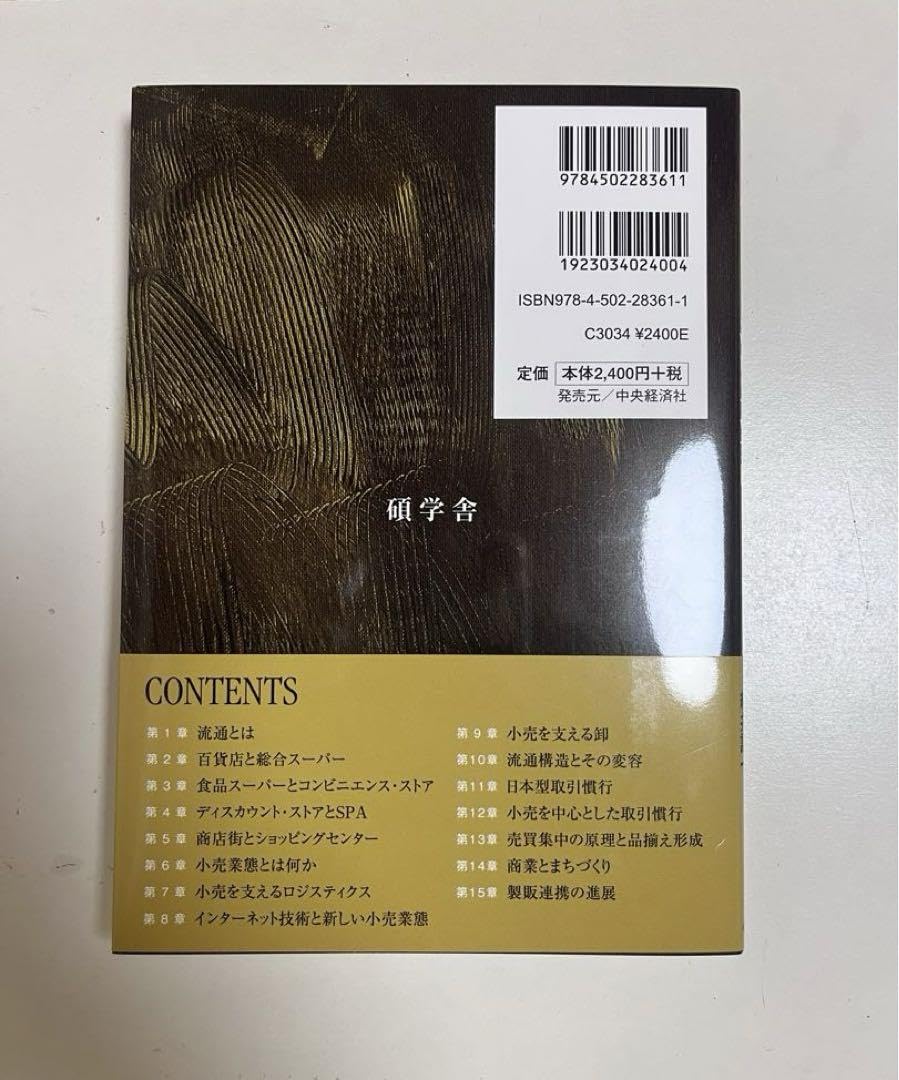 9784502283611
1923034024004
ISBN978-4-502-28361-1
C3034 ¥2400E
定価 本体2,400円+税
発売元／中央経済社
碩学舎
CONTENTS
第1章 流通とは
第2章 百貨店と総合スーパー
第3章 食品スーパーとコンビニエンス・ストア
第4章 ディスカウント・ストアとSPA
第5章 商店街とショッピングセンター
第6章 小売業態とは何か
第7章 小売を支えるロジスティクス
第8章 インターネット技術と新しい小売業態
第9章 小売を支える卸
第10章 流通構造とその変容
第11章 日本型取引慣行
第12章 小売を中心とした取引慣行
第13章 売買集中の原理と品揃え形成
第14章 商業とまちづくり
第15章 製販連携の進展